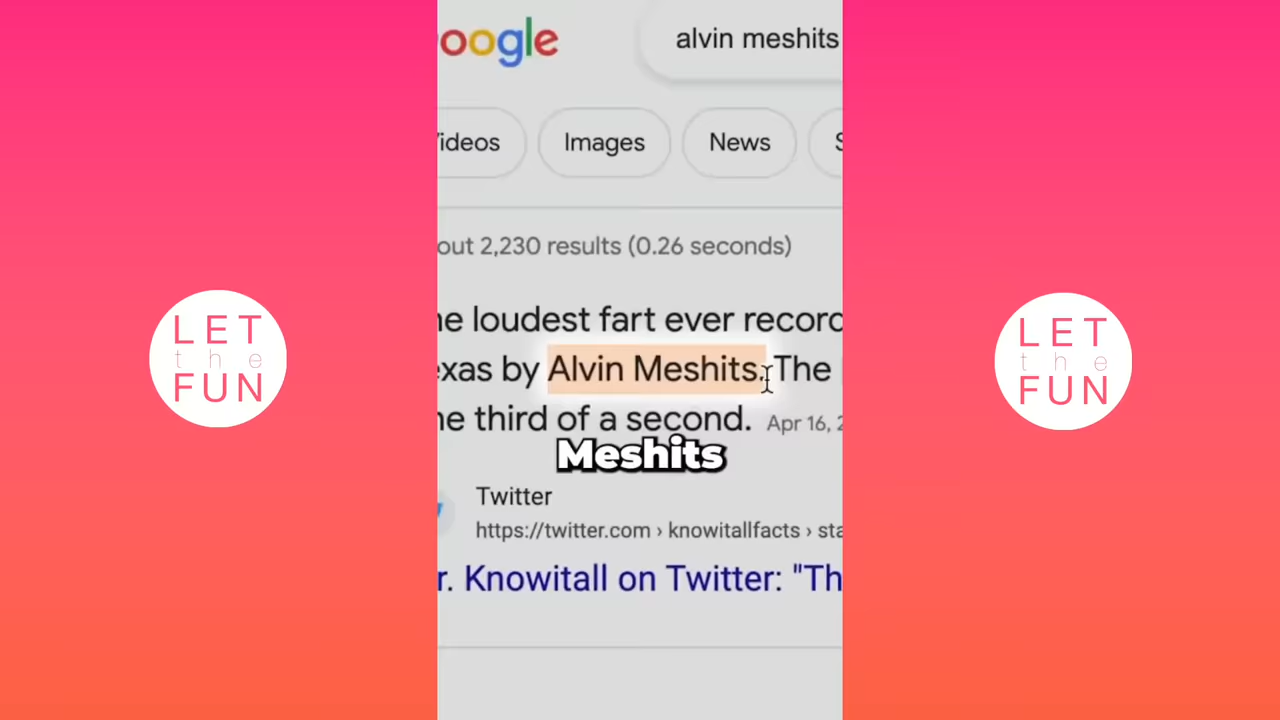 oogle
alvin meshits
Videos
Images
News
S
out 2,230 results (0.26 seconds)
he loudest fart ever record
exas by Alvin Meshits. The
he third of a second. Apr 16, 2
Meshits
Twitter
https://twitter.com › knowitallfacts › sta
r. Knowitall on Twitter: "Th
LET
the
FUN
LET
the
FUN